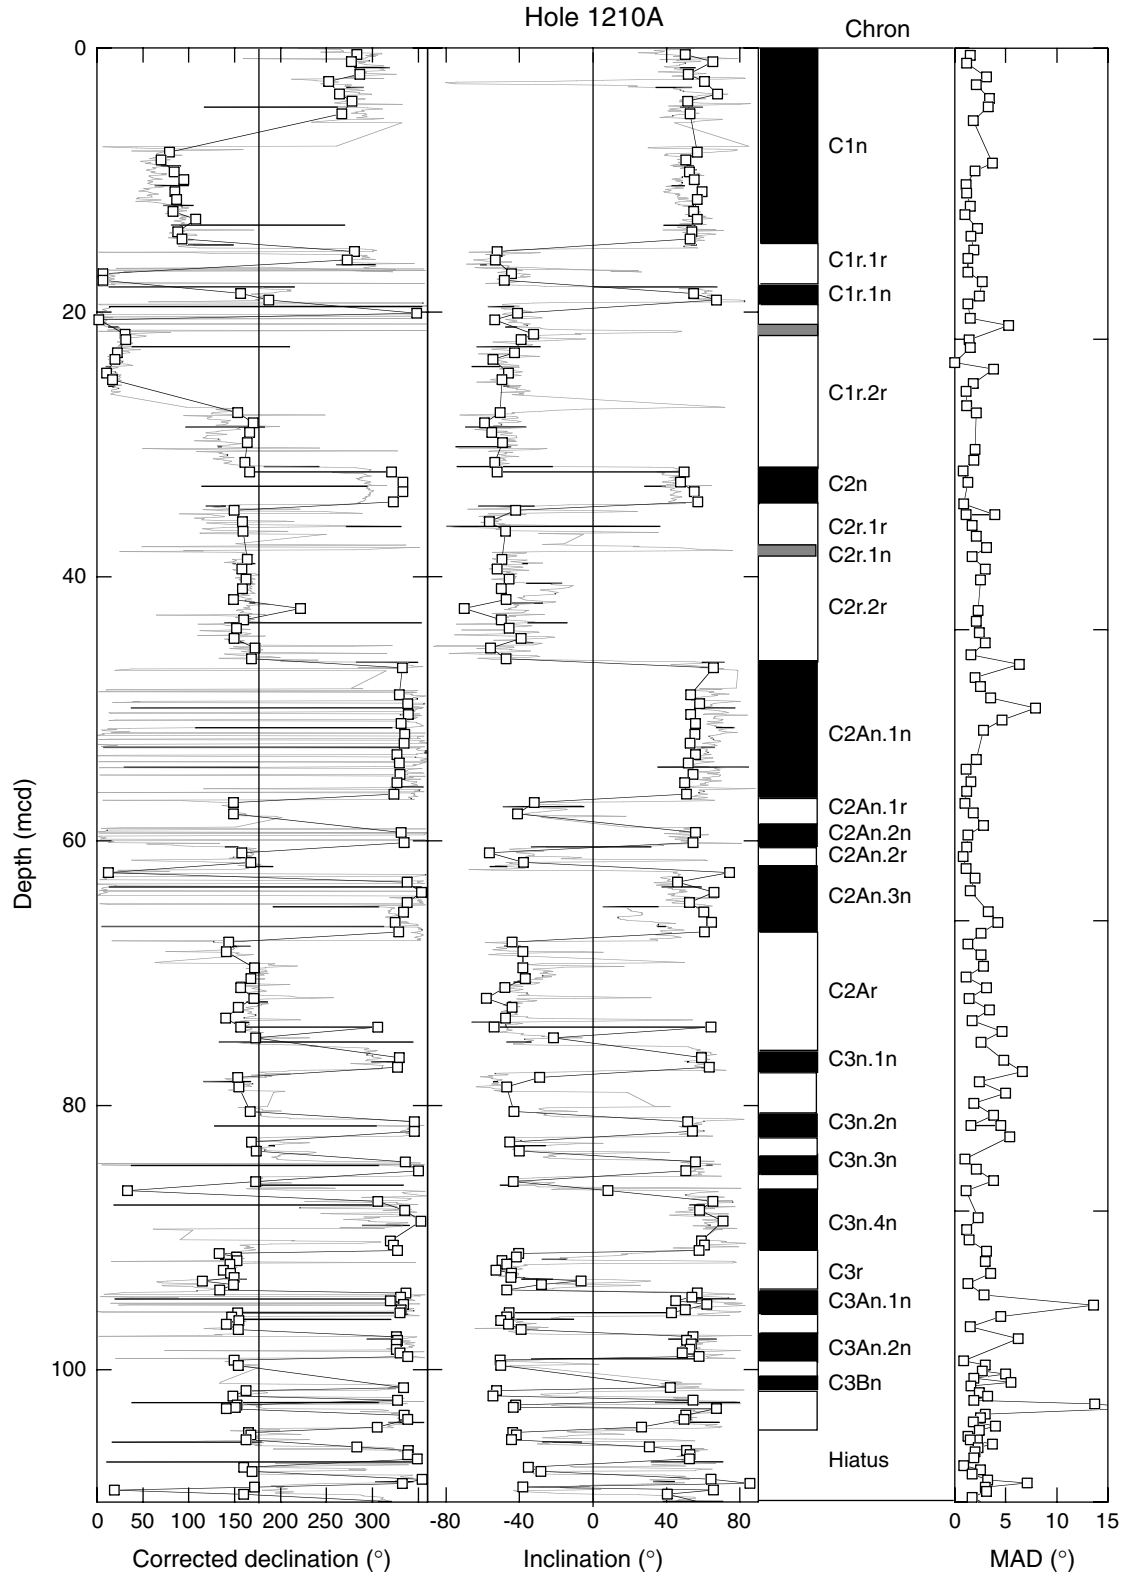 Hole 1210A
Chron
0
20
40
60
80
100
Depth (mcd)
C1n
C1r.1r
C1r.1n
C1r.2r
C2n
C2r.1r
C2r.1n
C2r.2r
C2An.1n
C2An.1r
C2An.2n
C2An.2r
C2An.3n
C2Ar
C3n.1n
C3n.2n
C3n.3n
C3n.4n
C3r
C3An.1n
C3An.2n
C3Bn
Hiatus
0 50 100 150 200 250 300
-80 -40 0 40 80
0 5 10 15
Corrected declination (°)
Inclination (°)
MAD (°)